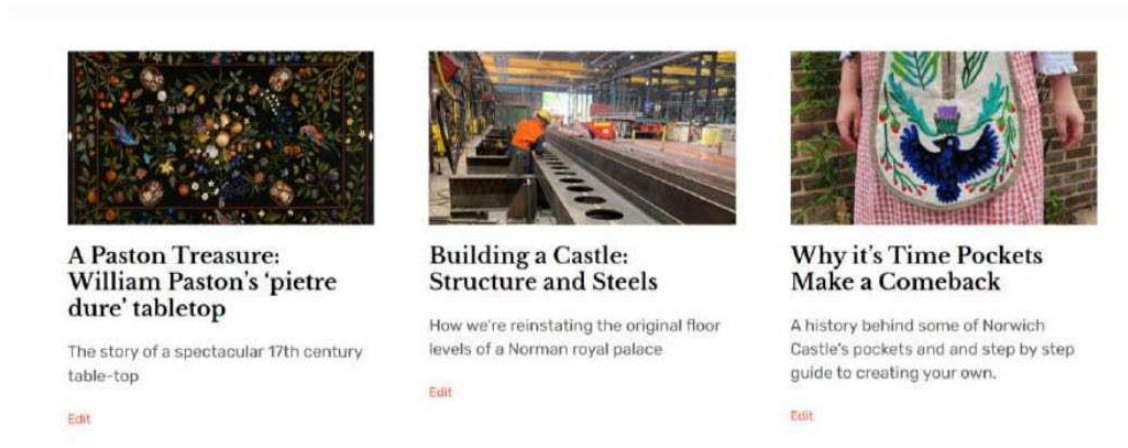 A Paston Treasure:
William Paston's ‘pietre
dure’ tabletop
The story of a spectacular 17th century
table-top
Edit
Building a Castle:
Structure and Steels
How we're reinstating the original floor
levels of a Norman royal palace
Edit
Why it's Time Pockets
Make a Comeback
A history behind some of Norwich
Castle's pockets and and step by step
guide to creating your own.
Edit